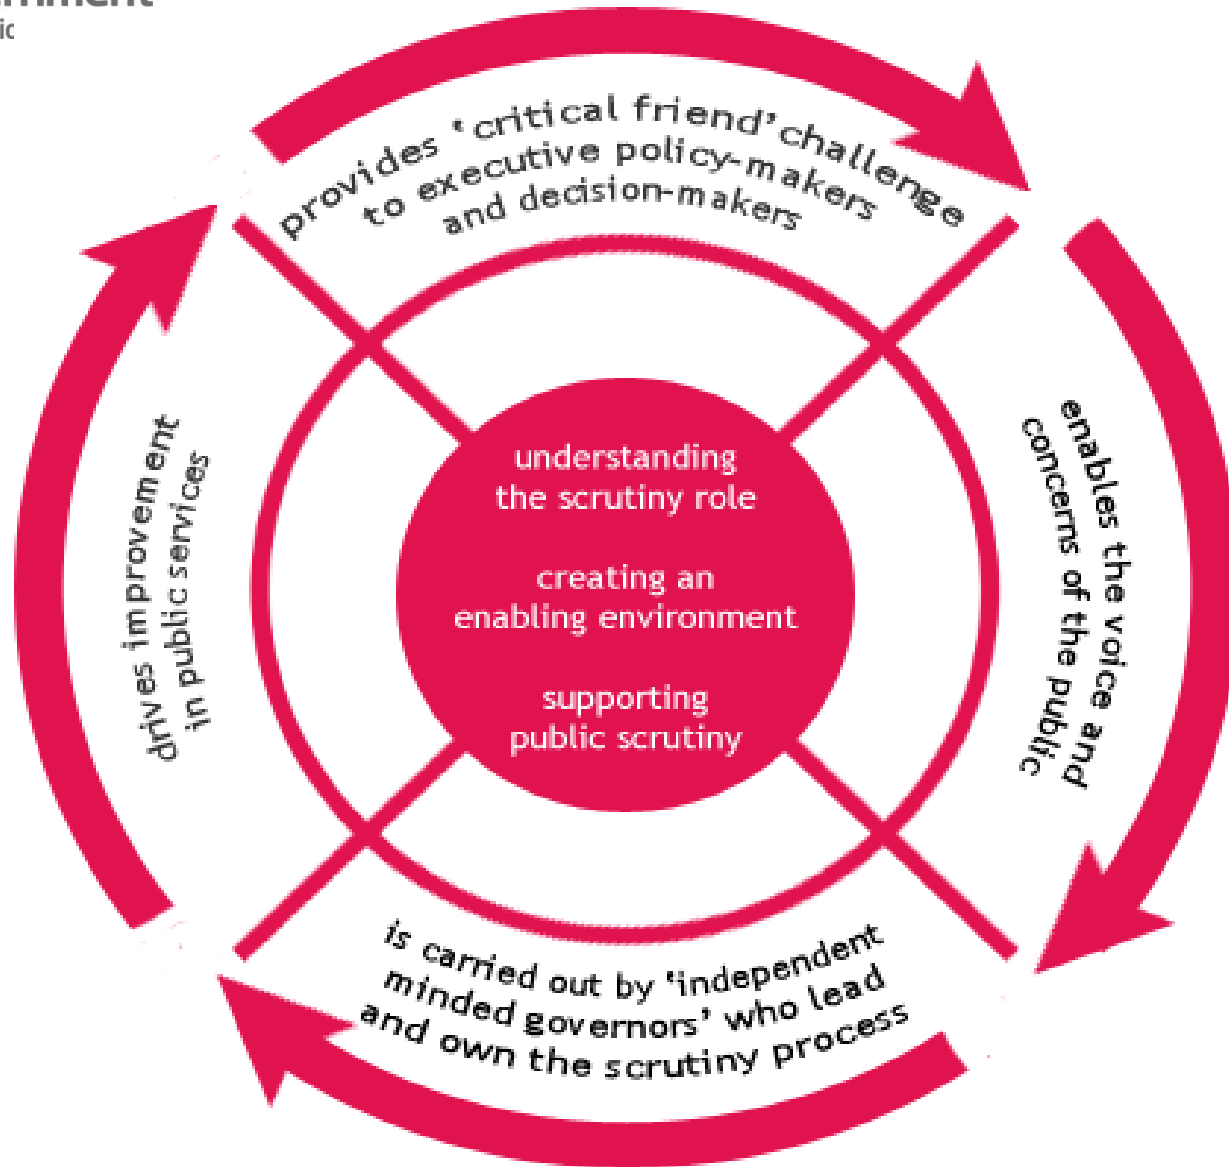 provides ‘critical friend’ challenge
to executive policy-makers
and decision-makers
enables the voice and
concerns of the public
is carried out by ‘independent
minded governors’ who lead
and own the scrutiny process
drives improvement
in public services
understanding
the scrutiny role
creating an
enabling environment
supporting
public scrutiny